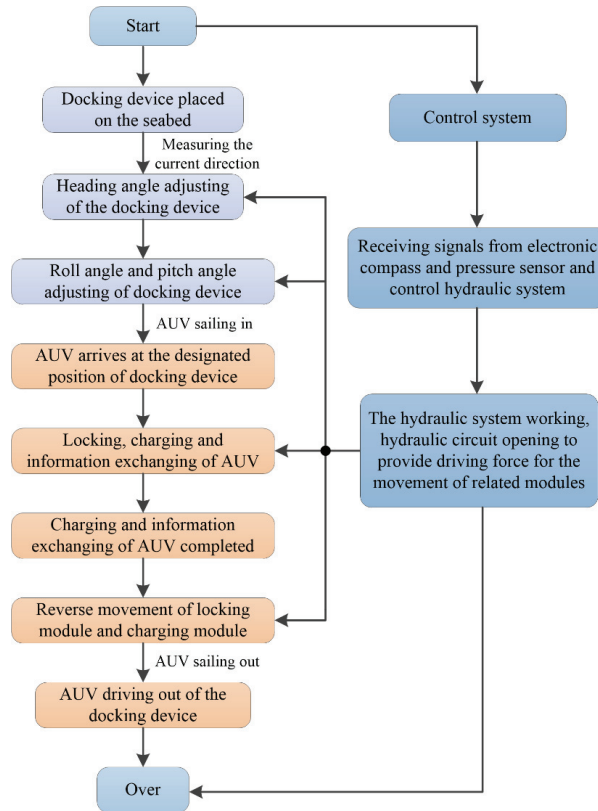 Start
Docking device placed
on the seabed
Measuring the
current direction
Heading angle adjusting
of the docking device
Roll angle and pitch angle
adjusting of docking device
AUV sailing in
AUV arrives at the designated
position of docking device
Locking, charging and
information exchanging of AUV
Charging and information
exchanging of AUV completed
Reverse movement of locking
module and charging module
AUV sailing out
AUV driving out of the
docking device
Over
Control system
Receiving signals from electronic
compass and pressure sensor and
control hydraulic system
The hydraulic system working,
hydraulic circuit opening to
provide driving force for the
movement of related modules